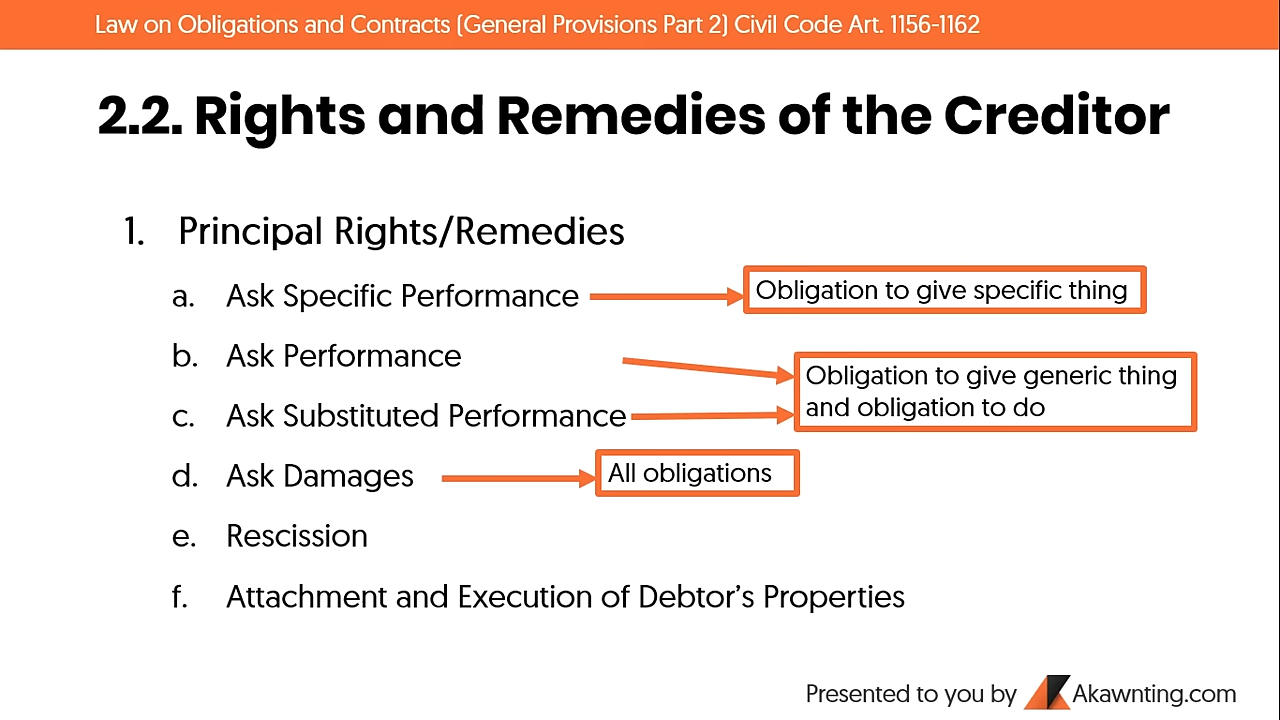 Law on Obligations and Contracts (General Provisions Part 2) Civil Code Art. 1156-1162
2.2. Rights and Remedies of the Creditor
1. Principal Rights/Remedies
a. Ask Specific Performance
Obligation to give specific thing
b. Ask Performance
c. Ask Substituted Performance
Obligation to give generic thing
and obligation to do
d. Ask Damages
All obligations
e. Rescission
f. Attachment and Execution of Debtor’s Properties
Presented to you by Akawnting.com